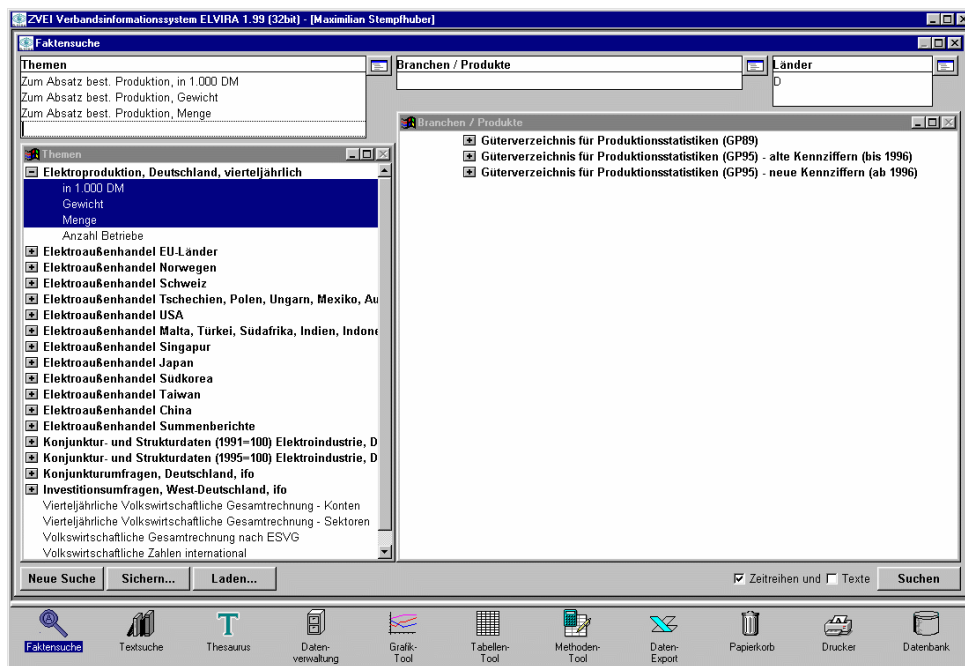 ZVEI Verbandsinformationssystem ELVIRA 1.99 (32bit) - [Maximilian Stempfhuber]
Faktensuche
Themen
Zum Absatz best. Produktion, in 1.000 DM
Zum Absatz best. Produktion, Gewicht
Zum Absatz best. Produktion, Menge
Branchen / Produkte
Länder
D
Themen
Elektroproduktion, Deutschland, vierteljährlich
in 1.000 DM
Gewicht
Menge
Anzahl Betriebe
Elektroaußenhandel EU-Länder
Elektroaußenhandel Norwegen
Elektroaußenhandel Schweiz
Elektroaußenhandel Tschechien, Polen, Ungarn, Mexiko, Au
Elektroaußenhandel USA
Elektroaußenhandel Malta, Türkei, Südafrika, Indien, Indone
Elektroaußenhandel Singapur
Elektroaußenhandel Japan
Elektroaußenhandel Südkorea
Elektroaußenhandel Taiwan
Elektroaußenhandel China
Elektroaußenhandel Summenberichte
Konjunktur- und Strukturdaten (1991=100) Elektroindustrie, D
Konjunktur- und Strukturdaten (1995=100) Elektroindustrie, D
Konjunkturumfragen, Deutschland, ifo
Investitionsumfragen, West-Deutschland, ifo
Vierteljährliche Volkswirtschaftliche Gesamtrechnung - Konten
Vierteljährliche Volkswirtschaftliche Gesamtrechnung - Sektoren
Volkswirtschaftliche Gesamtrechnung nach ESVG
Volkswirtschaftliche Zahlen international
Branchen / Produkte
Güterverzeichnis für Produktionsstatistiken (GP89)
Güterverzeichnis für Produktionsstatistiken (GP95) - alte Kennziffern (bis 1996)
Güterverzeichnis für Produktionsstatistiken (GP95) - neue Kennziffern (ab 1996)
Neue Suche Sichern... Laden... Zeitreihen und Texte Suchen
Faktensuche
Textsuche
Thesaurus
Daten-
verwaltung
Grafik-
Tool
Tabellen-
Tool
Methoden-
Tool
Daten-
Export
Papierkorb
Drucker
Datenbank